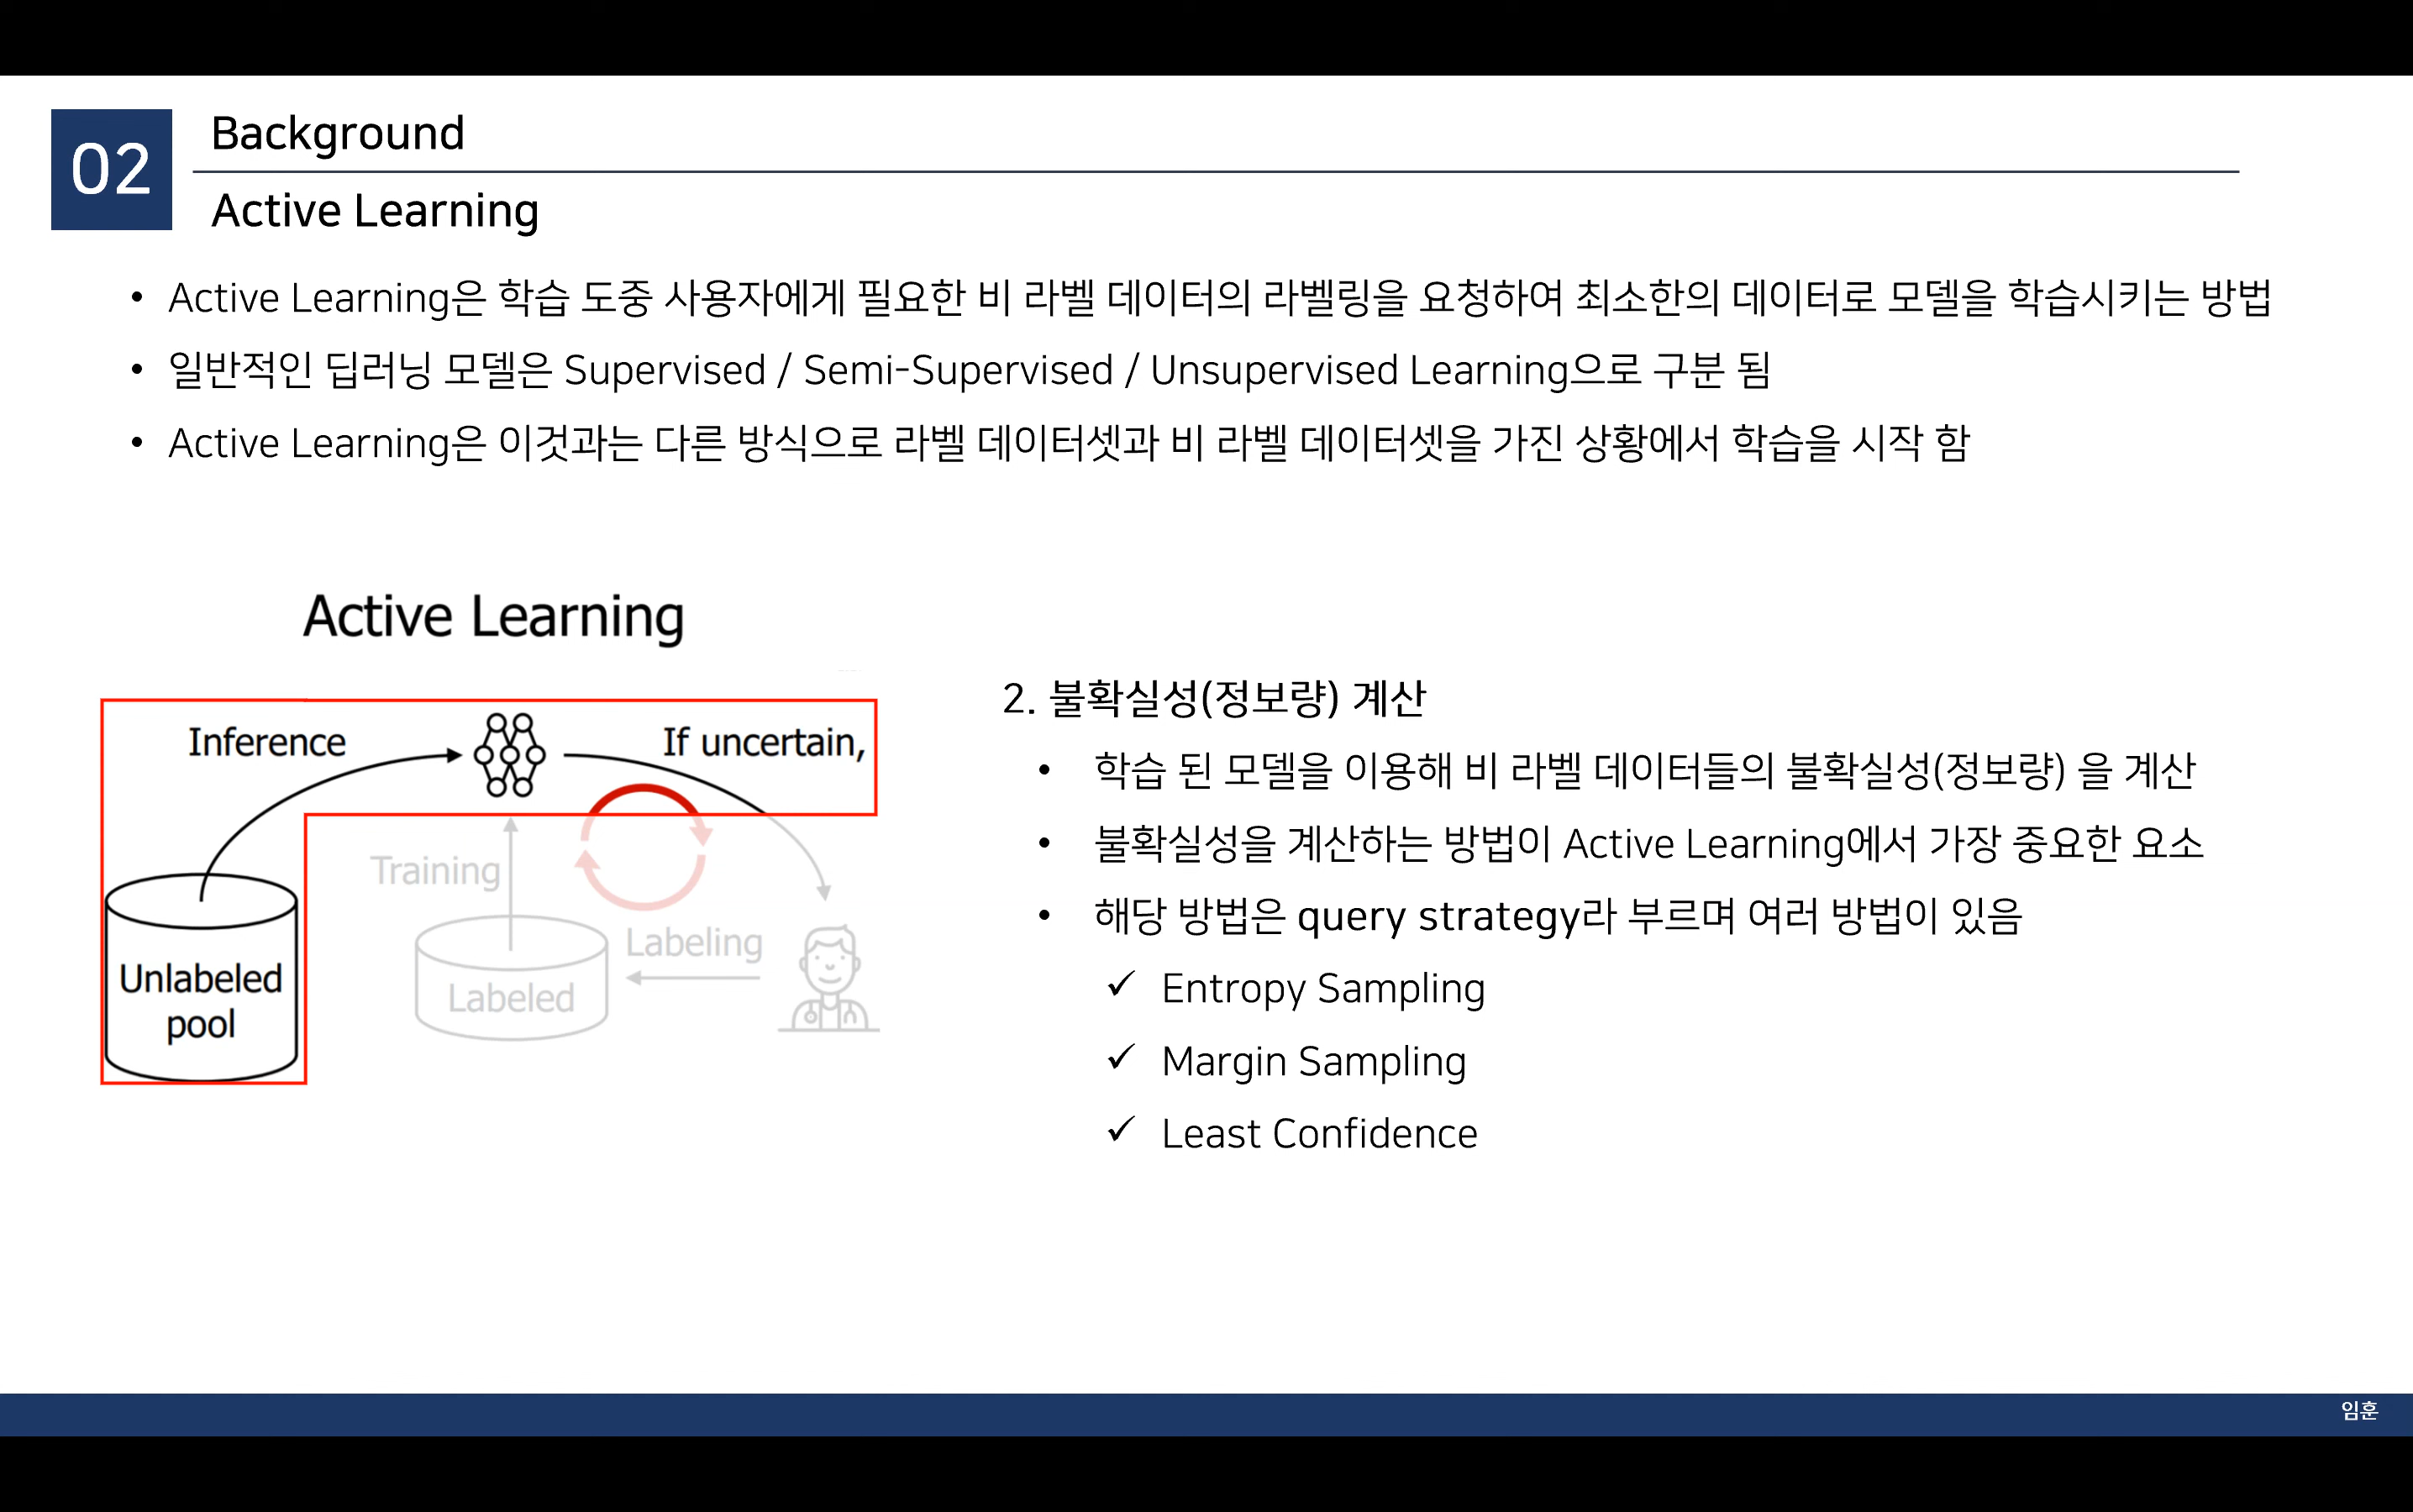 02
Background
Active Learning
• Active Learning은 학습 도중 사용자에게 필요한 비 라벨 데이터의 라벨링을 요청하여 최소한의 데이터로 모델을 학습시키는 방법
• 일반적인 딥러닝 모델은 Supervised / Semi-Supervised / Unsupervised Learning으로 구분 됨
• Active Learning은 이것과는 다른 방식으로 라벨 데이터셋과 비 라벨 데이터셋을 가진 상황에서 학습을 시작 함
Active Learning
Inference
If uncertain,
Training
Labeling
Labeled
Unlabeled
pool
2. 불확실성(정보량) 계산
• 학습 된 모델을 이용해 비 라벨 데이터들의 불확실성(정보량) 을 계산
• 불확실성을 계산하는 방법이 Active Learning에서 가장 중요한 요소
• 해당 방법은 query strategy라 부르며 여러 방법이 있음
✓ Entropy Sampling
✓ Margin Sampling
✓ Least Confidence
임훈